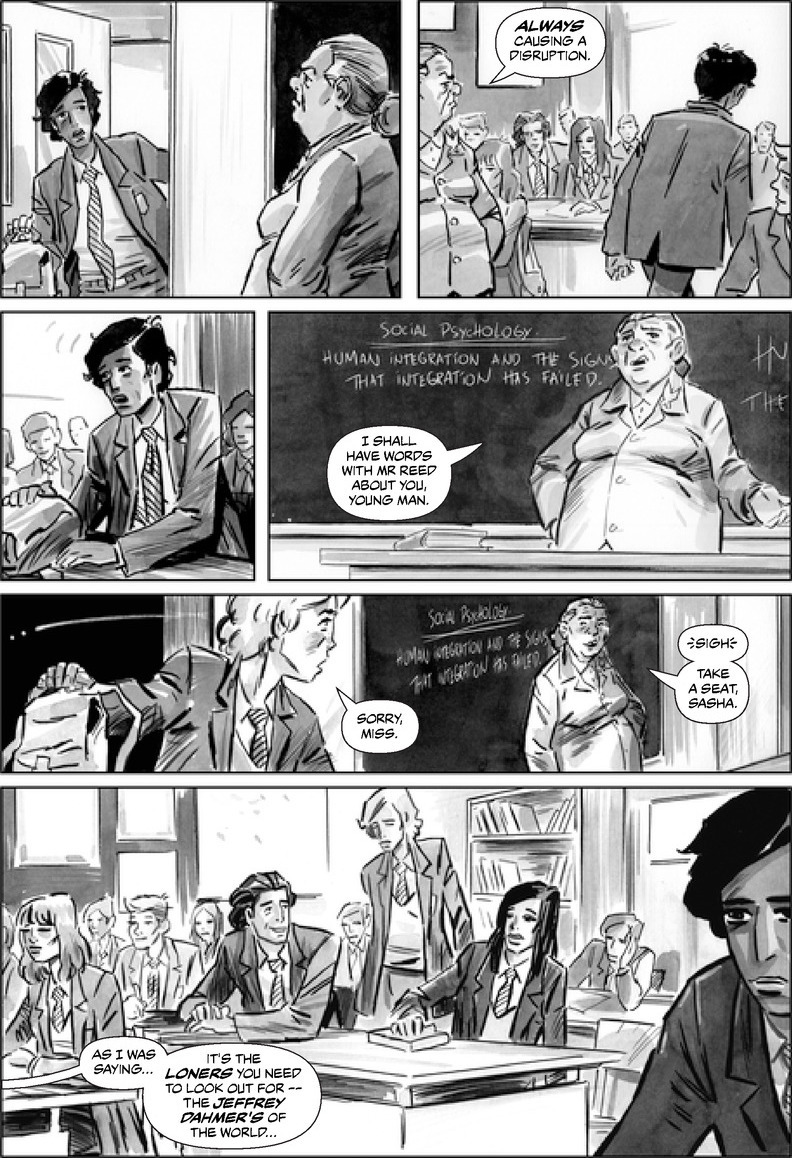 ALWAYS
CAUSING A
DISRUPTION.
SOCIAL PSYCHOLOGY.
HUMAN INTEGRATION AND THE SIGNS
THAT INTEGRATION HAS FAILED.
IN
THE
I SHALL
HAVE WORDS
WITH MR REED
ABOUT YOU,
YOUNG MAN.
SORRY,
MISS.
SOCIAL PSYCHOLOGY
HUMAN INTEGRATION AND THE SIGNS
THAT INTEGRATION HAS FAILED.
SIGH
TAKE
A SEAT,
SASHA.
AS I WAS
SAYING...
IT'S THE
LONERS YOU NEED
TO LOOK OUT FOR --
THE JEFFREY
DAHMER'S OF
THE WORLD...